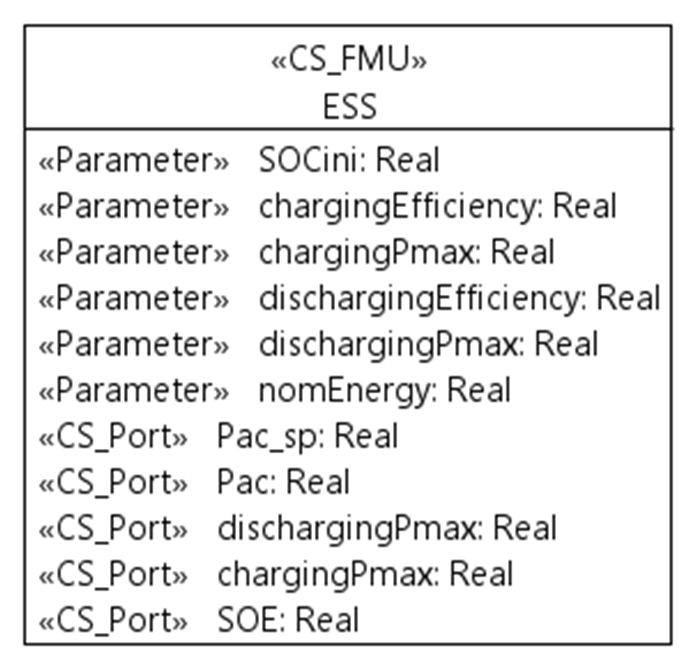 «CS_FMU»
ESS
«Parameter» SOCini: Real
«Parameter» chargingEfficiency: Real
«Parameter» chargingPmax: Real
«Parameter» dischargingEfficiency: Real
«Parameter» dischargingPmax: Real
«Parameter» nomEnergy: Real
«CS_Port» Pac_sp: Real
«CS_Port» Pac: Real
«CS_Port» dischargingPmax: Real
«CS_Port» chargingPmax: Real
«CS_Port» SOE: Real